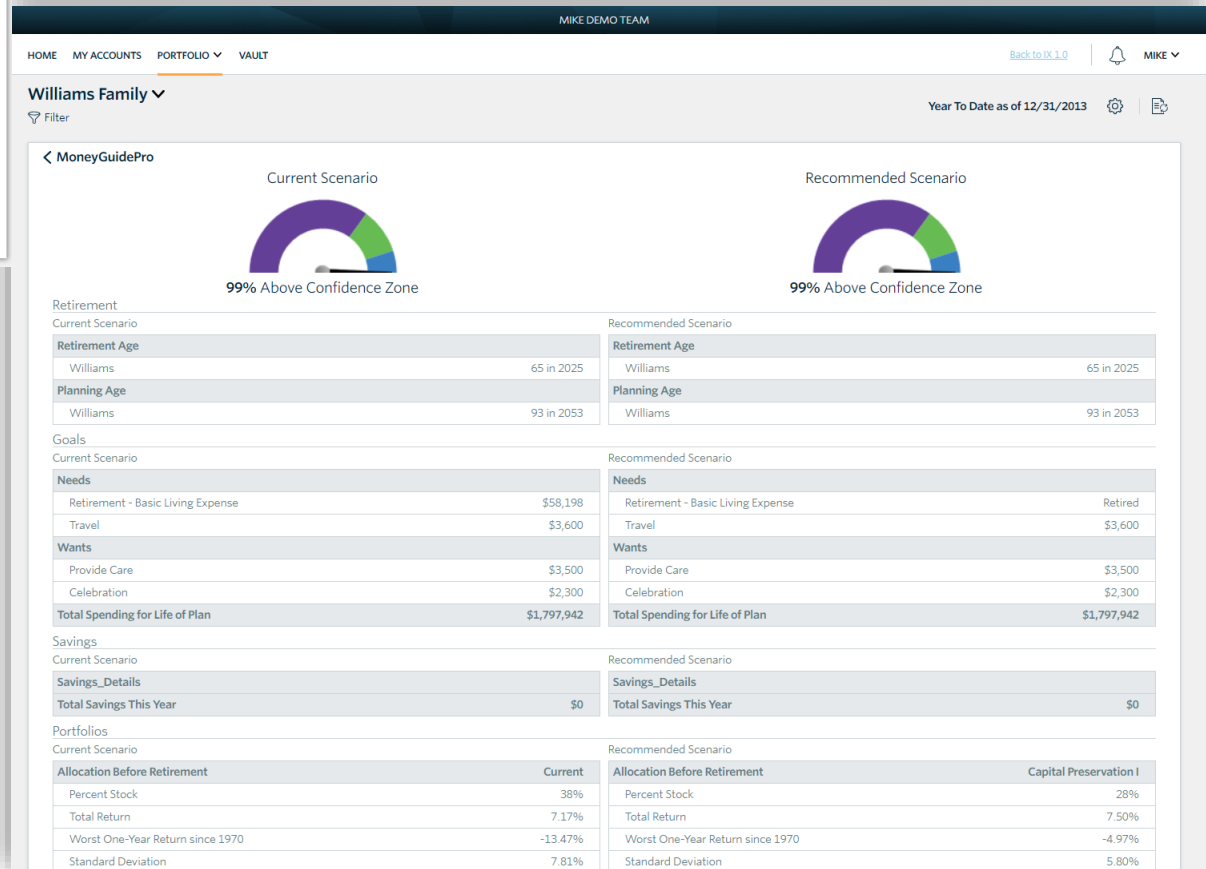 MIKE DEMO TEAM
HOME MY ACCOUNTS PORTFOLIO VAULT Back to IX 1.0 MIKE
Williams Family
Filter
Year To Date as of 12/31/2013
MoneyGuidePro
Current Scenario Recommended Scenario
99% Above Confidence Zone 99% Above Confidence Zone
Retirement
Current Scenario Recommended Scenario
Retirement Age Retirement Age
Williams 65 in 2025 Williams 65 in 2025
Planning Age Planning Age
Williams 93 in 2053 Williams 93 in 2053
Goals
Current Scenario Recommended Scenario
Needs Needs
Retirement - Basic Living Expense $58,198 Retirement - Basic Living Expense Retired
Travel $3,600 Travel $3,600
Wants Wants
Provide Care $3,500 Provide Care $3,500
Celebration $2,300 Celebration $2,300
Total Spending for Life of Plan $1,797,942 Total Spending for Life of Plan $1,797,942
Savings
Current Scenario Recommended Scenario
Savings_Details Savings_Details
Total Savings This Year $0 Total Savings This Year $0
Portfolios
Current Scenario Recommended Scenario
Allocation Before Retirement Current Allocation Before Retirement Capital Preservation I
Percent Stock 38% Percent Stock 28%
Total Return 7.17% Total Return 7.50%
Worst One-Year Return since 1970 -13.47% Worst One-Year Return since 1970 -4.97%
Standard Deviation 7.81% Standard Deviation 5.80%